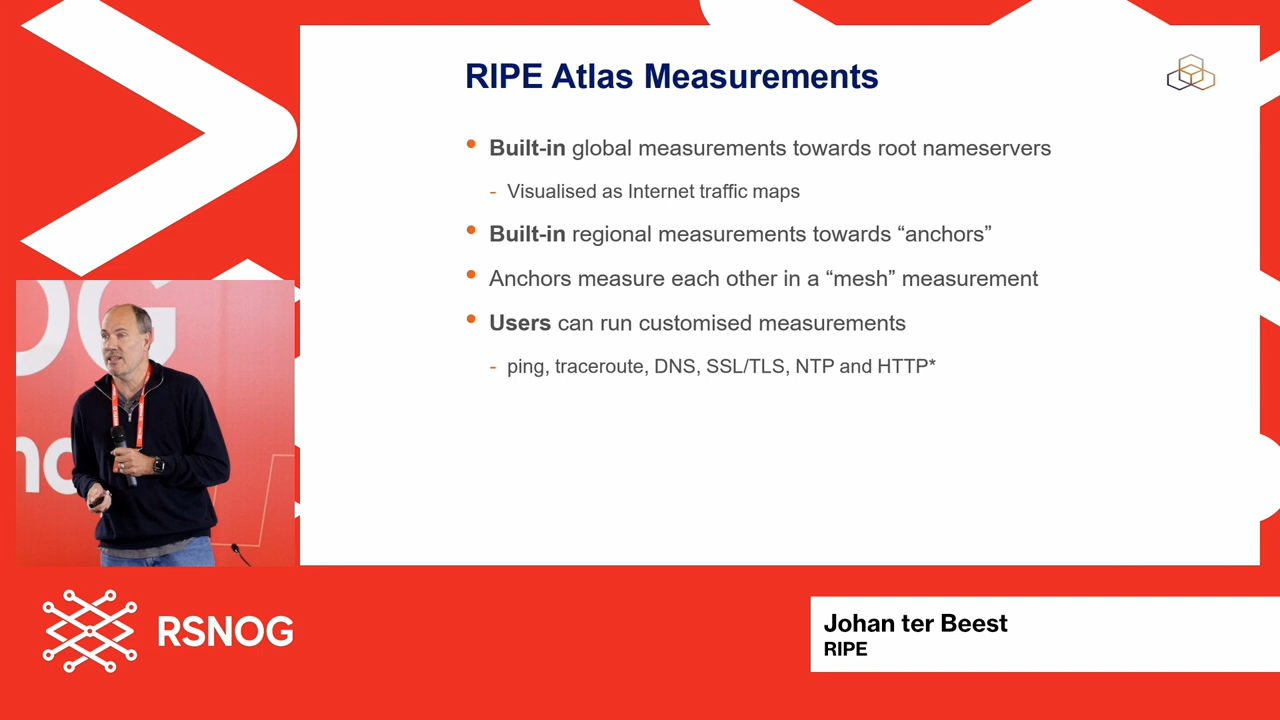 RIPE Atlas Measurements
• Built-in global measurements towards root nameservers
- Visualised as Internet traffic maps
• Built-in regional measurements towards “anchors”
• Anchors measure each other in a “mesh” measurement
• Users can run customised measurements
- ping, traceroute, DNS, SSL/TLS, NTP and HTTP*
OG
no
RSNOG
Johan ter Beest
RIPE